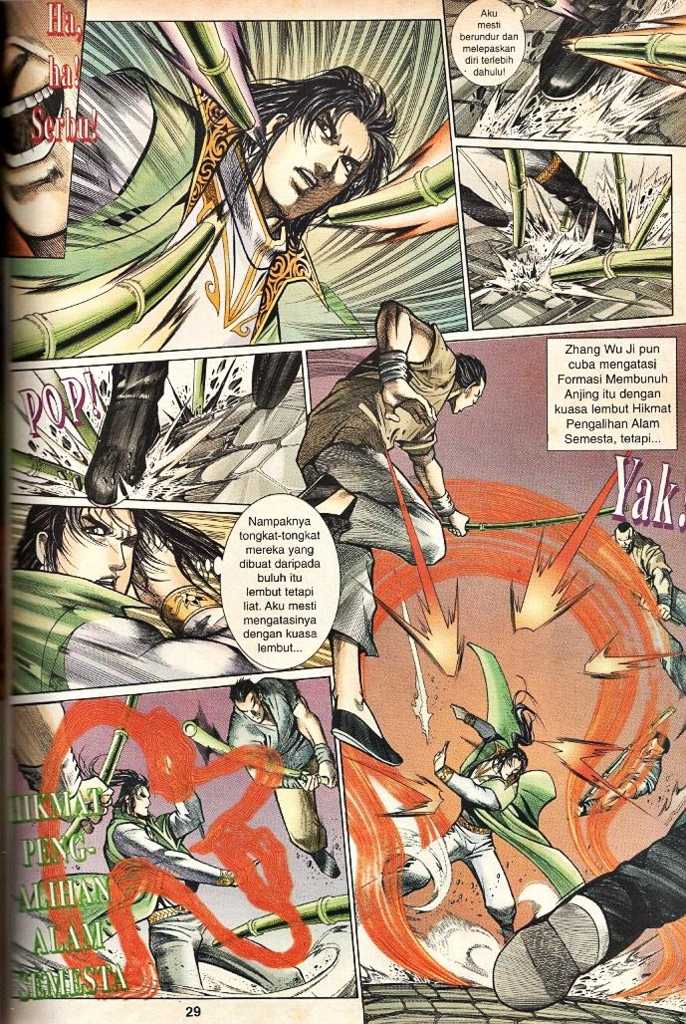 Ha,
ha!
Serbu!
Aku
mesti
berundur dan
melepaskan
diri terlebih
dahulu!
POP!
Zhang Wu Ji pun
cuba mengatasi
Formasi Membunuh
Anjing itu dengan
kuasa lembut Hikmat
Pengalihan Alam
Semesta, tetapi...
Yak.
Nampaknya
tongkat-tongkat
mereka yang
dibuat daripada
buluh itu
lembut tetapi
liat. Aku mesti
mengatasinya
dengan kuasa
lembut...
HIKMAT
PENG-
ALIHAN
ALAM
SEMESTA
29